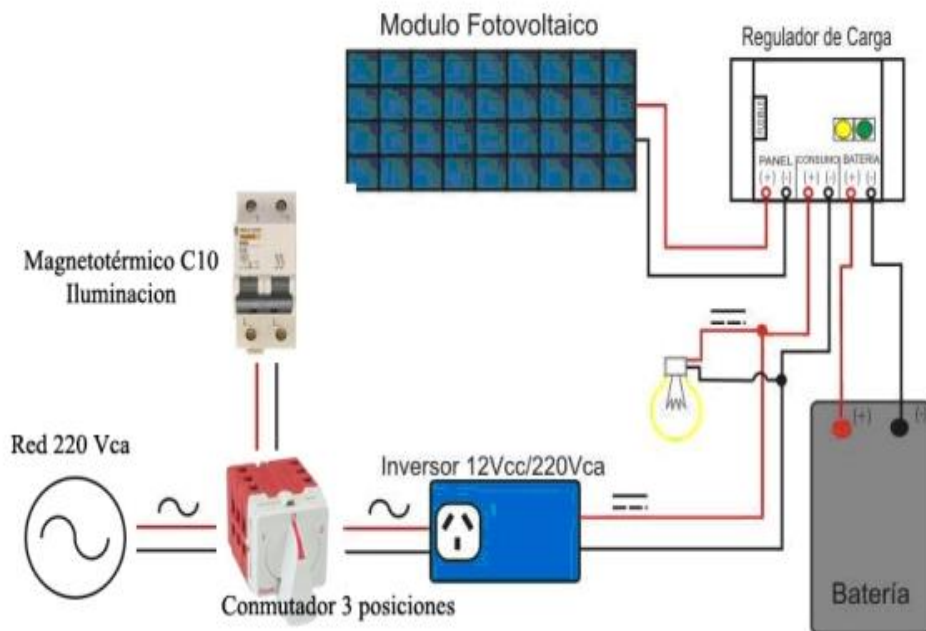 Modulo Fotovoltaico
Regulador de Carga
PANEL CONSUMO BATERÍA
(+) (-) (+) (-) (+) (-)
Magnetotérmico C10
Iluminacion
Red 220 Vca
Inversor 12Vcc/220Vca
Conmutador 3 posiciones
(+) (-)
Batería